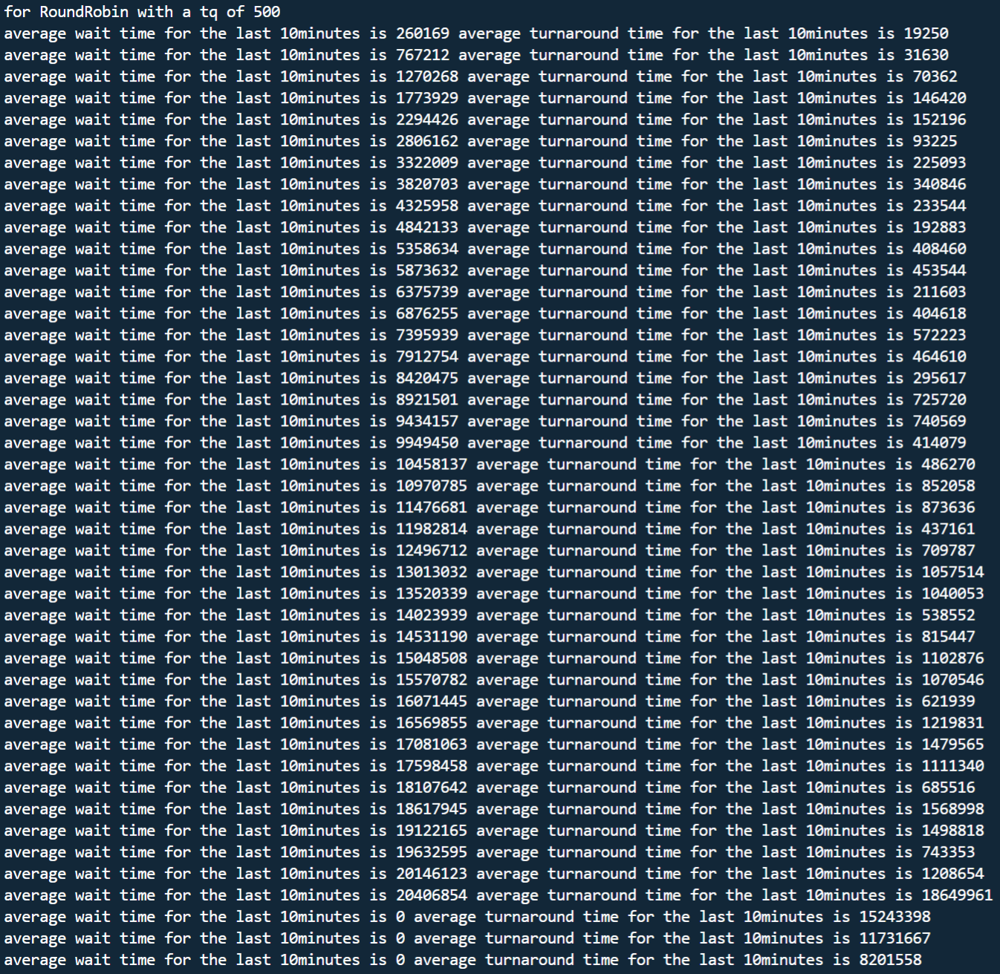 for RoundRobin with a tq of 500
average wait time for the last 10minutes is 260169 average turnaround time for the last 10minutes is 19250
average wait time for the last 10minutes is 767212 average turnaround time for the last 10minutes is 31630
average wait time for the last 10minutes is 1270268 average turnaround time for the last 10minutes is 70362
average wait time for the last 10minutes is 1773929 average turnaround time for the last 10minutes is 146420
average wait time for the last 10minutes is 2294426 average turnaround time for the last 10minutes is 152196
average wait time for the last 10minutes is 2806162 average turnaround time for the last 10minutes is 93225
average wait time for the last 10minutes is 3322009 average turnaround time for the last 10minutes is 225093
average wait time for the last 10minutes is 3820703 average turnaround time for the last 10minutes is 340846
average wait time for the last 10minutes is 4325958 average turnaround time for the last 10minutes is 233544
average wait time for the last 10minutes is 4842133 average turnaround time for the last 10minutes is 192883
average wait time for the last 10minutes is 5358634 average turnaround time for the last 10minutes is 408460
average wait time for the last 10minutes is 5873632 average turnaround time for the last 10minutes is 453544
average wait time for the last 10minutes is 6375739 average turnaround time for the last 10minutes is 211603
average wait time for the last 10minutes is 6876255 average turnaround time for the last 10minutes is 404618
average wait time for the last 10minutes is 7395939 average turnaround time for the last 10minutes is 572223
average wait time for the last 10minutes is 7912754 average turnaround time for the last 10minutes is 464610
average wait time for the last 10minutes is 8420475 average turnaround time for the last 10minutes is 295617
average wait time for the last 10minutes is 8921501 average turnaround time for the last 10minutes is 725720
average wait time for the last 10minutes is 9434157 average turnaround time for the last 10minutes is 740569
average wait time for the last 10minutes is 9949450 average turnaround time for the last 10minutes is 414079
average wait time for the last 10minutes is 10458137 average turnaround time for the last 10minutes is 486270
average wait time for the last 10minutes is 10970785 average turnaround time for the last 10minutes is 852058
average wait time for the last 10minutes is 11476681 average turnaround time for the last 10minutes is 873636
average wait time for the last 10minutes is 11982814 average turnaround time for the last 10minutes is 437161
average wait time for the last 10minutes is 12496712 average turnaround time for the last 10minutes is 709787
average wait time for the last 10minutes is 13013032 average turnaround time for the last 10minutes is 1057514
average wait time for the last 10minutes is 13520339 average turnaround time for the last 10minutes is 1040053
average wait time for the last 10minutes is 14023939 average turnaround time for the last 10minutes is 538552
average wait time for the last 10minutes is 14531190 average turnaround time for the last 10minutes is 815447
average wait time for the last 10minutes is 15048508 average turnaround time for the last 10minutes is 1102876
average wait time for the last 10minutes is 15570782 average turnaround time for the last 10minutes is 1070546
average wait time for the last 10minutes is 16071445 average turnaround time for the last 10minutes is 621939
average wait time for the last 10minutes is 16569855 average turnaround time for the last 10minutes is 1219831
average wait time for the last 10minutes is 17081063 average turnaround time for the last 10minutes is 1479565
average wait time for the last 10minutes is 17598458 average turnaround time for the last 10minutes is 1111340
average wait time for the last 10minutes is 18107642 average turnaround time for the last 10minutes is 685516
average wait time for the last 10minutes is 18617945 average turnaround time for the last 10minutes is 1568998
average wait time for the last 10minutes is 19122165 average turnaround time for the last 10minutes is 1498818
average wait time for the last 10minutes is 19632595 average turnaround time for the last 10minutes is 743353
average wait time for the last 10minutes is 20146123 average turnaround time for the last 10minutes is 1208654
average wait time for the last 10minutes is 20406854 average turnaround time for the last 10minutes is 18649961
average wait time for the last 10minutes is 0 average turnaround time for the last 10minutes is 15243398
average wait time for the last 10minutes is 0 average turnaround time for the last 10minutes is 11731667
average wait time for the last 10minutes is 0 average turnaround time for the last 10minutes is 8201558